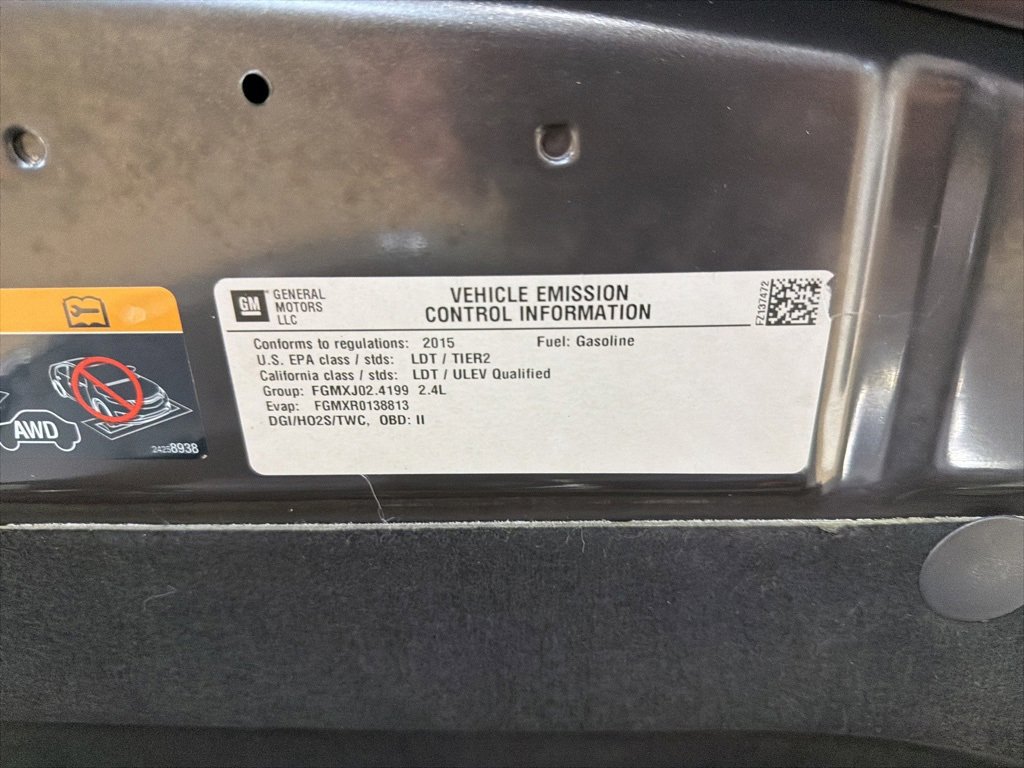 GM
GENERAL
MOTORS
LLC
VEHICLE EMISSION
CONTROL INFORMATION
FZ137472
Conforms to regulations: 2015 Fuel: Gasoline
U.S. EPA class / stds: LDT / TIER2
California class / stds: LDT / ULEV Qualified
Group: FGMXJ02.4199 2.4L
Evap: FGMXR0138813
DGI/HO2S/TWC, OBD: II
AWD
24258938